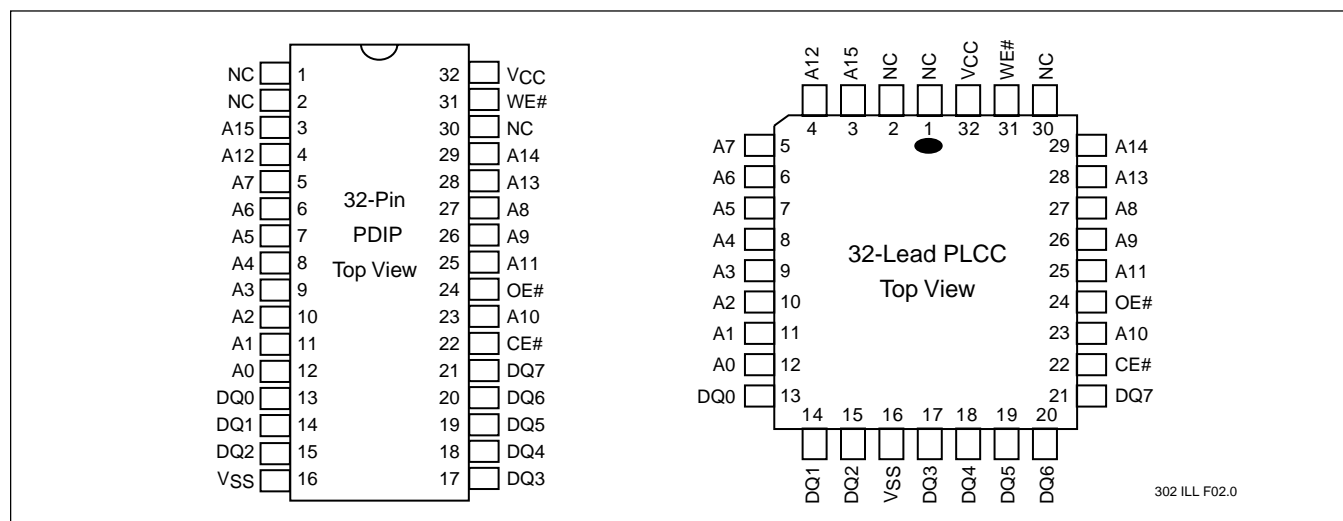 NC 1 32 VCC
NC 2 31 WE#
A15 3 30 NC
A12 4 29 A14
A7 5 28 A13
A6 6 32-Pin 27 A8
A5 7 PDIP 26 A9
A4 8 Top View 25 A11
A3 9 24 OE#
A2 10 23 A10
A1 11 22 CE#
A0 12 21 DQ7
DQ0 13 20 DQ6
DQ1 14 19 DQ5
DQ2 15 18 DQ4
VSS 16 17 DQ3
A12 A15 NC NC VCC WE# NC
4 3 2 1 32 31 30
A7 5 29 A14
A6 6 28 A13
A5 7 27 A8
A4 8 26 A9
A3 9 32-Lead PLCC 25 A11
A2 10 Top View 24 OE#
A1 11 23 A10
A0 12 22 CE#
DQ0 13 21 DQ7
14 15 16 17 18 19 20
DQ1 DQ2 VSS DQ3 DQ4 DQ5 DQ6
302 ILL F02.0